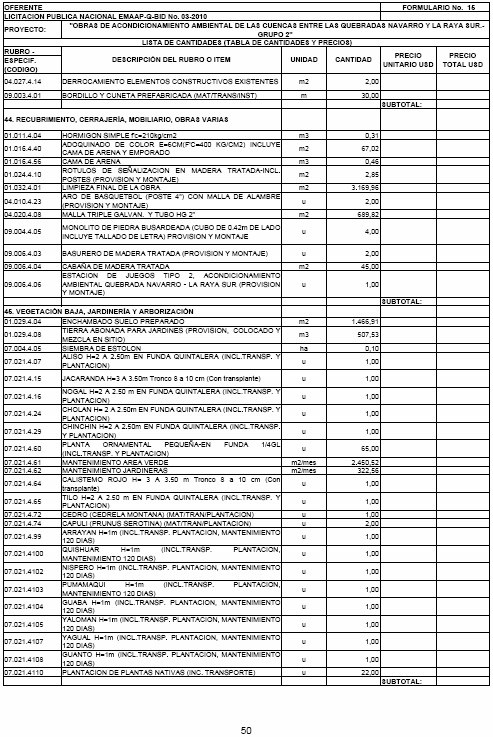 OFERENTE FORMULARIO No. 15
LICITACION PUBLICA NACIONAL EMAAP-Q-BID No. 03-2010
PROYECTO: "OBRAS DE ACONDICIONAMIENTO AMBIENTAL DE LAS CUENCAS ENTRE LAS QUEBRADAS NAVARRO Y LA RAYA SUR.-
GRUPO 2"
LISTA DE CANTIDADES (TABLA DE CANTIDADES Y PRECIOS)
RUBRO - ESPECIF. (CODIGO) DESCRIPCIÓN DEL RUBRO O ITEM UNIDAD CANTIDAD PRECIO UNITARIO USD PRECIO TOTAL USD
04.027.4.14 DERROCAMIENTO ELEMENTOS CONSTRUCTIVOS EXISTENTES m2 2,00
09.003.4.01 BORDILLO Y CUNETA PREFABRICADA (MAT/TRANS/INST) m 30,00
SUBTOTAL:
44. RECUBRIMIENTO, CERRAJERÍA, MOBILIARIO, OBRAS VARIAS
01.011.4.04 HORMIGON SIMPLE f'c=210kg/cm2 m3 0,31
01.016.4.40 ADOQUINADO DE COLOR E=6CM(F'C=400 KG/CM2) INCLUYE
CAMA DE ARENA Y EMPORADO m2 67,02
01.016.4.56 CAMA DE ARENA m3 0,46
01.024.4.10 ROTULOS DE SEÑALIZACION EN MADERA TRATADA-INCL.
POSTES (PROVISION Y MONTAJE) m2 2,85
01.032.4.01 LIMPIEZA FINAL DE LA OBRA m2 3.169,96
04.010.4.23 ARO DE BASQUETBOL (POSTE 4") CON MALLA DE ALAMBRE
(PROVISION Y MONTAJE) u 2,00
04.020.4.08 MALLA TRIPLE GALVAN. Y TUBO HG 2" m2 689,82
09.004.4.05 MONOLITO DE PIEDRA BUSARDEADA (CUBO DE 0.42m DE LADO
INCLUYE TALLADO DE LETRA) PROVISION Y MONTAJE u 4,00
09.006.4.03 BASURERO DE MADERA TRATADA (PROVISION Y MONTAJE) u 2,00
09.006.4.04 CABAÑA DE MADERA TRATADA m2 45,00
09.006.4.06 ESTACION DE JUEGOS TIPO 2, ACONDICIONAMIENTO
AMBIENTAL QUEBRADA NAVARRO - LA RAYA SUR (PROVISION
Y MONTAJE) u 1,00
SUBTOTAL:
45. VEGETACIÓN BAJA, JARDINERÍA Y ARBORIZACIÓN
01.029.4.04 ENCHAMBADO SUELO PREPARADO m2 1.466,91
01.029.4.08 TIERRA ABONADA PARA JARDINES (PROVISION, COLOCADO Y
MEZCLA EN SITIO) m3 507,53
07.004.4.05 SIEMBRA DE ESTOLON ha 0,10
07.021.4.07 ALISO H=2 A 2.50m EN FUNDA QUINTALERA (INCL.TRANSP. Y
PLANTACION) u 1,00
07.021.4.15 JACARANDA H=3 A 3.50m Tronco 8 a 10 cm (Con transplante) u 1,00
07.021.4.16 NOGAL H=2 A 2.50 m EN FUNDA QUINTALERA (INCL.TRANSP. Y
PLANTACION) u 1,00
07.021.4.24 CHOLAN H= 2 A 2.50m EN FUNDA QUINTALERA (INCL.TRANSP. Y
PLANTACION) u 1,00
07.021.4.29 CHINCHIN H=2 A 2.50m EN FUNDA QUINTALERA (INCL.TRANSP.
Y PLANTACION) u 1,00
07.021.4.60 PLANTA ORNAMENTAL PEQUEÑA-EN FUNDA 1/4GL
(INCL.TRANSP. Y PLANTACION) u 65,00
07.021.4.61 MANTENIMIENTO AREA VERDE m2/mes 2.450,52
07.021.4.62 MANTENIMIENTO JARDINERAS m2/mes 322,56
07.021.4.64 CALISTEMO ROJO H= 3 A 3.50 m Tronco 8 a 10 cm (Con
transplante) u 1,00
07.021.4.65 TILO H=2 A 2.50 m EN FUNDA QUINTALERA (INCL.TRANSP. Y
PLANTACION) u 1,00
07.021.4.72 CEDRO (CEDRELA MONTANA) (MAT/TRAN/PLANTACION) u 1,00
07.021.4.74 CAPULI (PRUNUS SEROTINA) (MAT/TRAN/PLANTACION) u 2,00
07.021.4.99 ARRAYAN H=1m (INCL.TRANSP. PLANTACION, MANTENIMIENTO
120 DIAS) u 1,00
07.021.4100 QUISHUAR H=1m (INCL.TRANSP. PLANTACION,
MANTENIMIENTO 120 DIAS) u 1,00
07.021.4102 NISPERO H=1m (INCL.TRANSP. PLANTACION, MANTENIMIENTO
120 DIAS) u 1,00
07.021.4103 PUMAMAQUI H=1m (INCL.TRANSP. PLANTACION,
MANTENIMIENTO 120 DIAS) u 1,00
07.021.4104 GUABA H=1m (INCL.TRANSP. PLANTACION, MANTENIMIENTO
120 DIAS) u 1,00
07.021.4105 YALOMAN H=1m (INCL.TRANSP. PLANTACION, MANTENIMIENTO
120 DIAS) u 1,00
07.021.4107 YAGUAL H=1m (INCL.TRANSP. PLANTACION, MANTENIMIENTO
120 DIAS) u 1,00
07.021.4108 GUANTO H=1m (INCL.TRANSP. PLANTACION, MANTENIMIENTO
120 DIAS) u 1,00
07.021.4110 PLANTACION DE PLANTAS NATIVAS (INC. TRANSPORTE) u 22,00
SUBTOTAL:
50